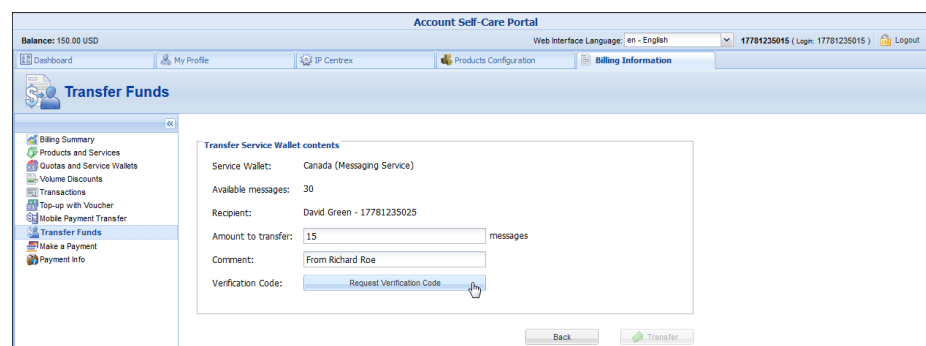 Account Self-Care Portal
Balance: 150.00 USD
Web Interface Language: en - English
17781235015 ( Login: 17781235015 )
Logout
Dashboard
My Profile
IP Centrex
Products Configuration
Billing Information
Transfer Funds
Billing Summary
Products and Services
Quotas and Service Wallets
Volume Discounts
Transactions
Top-up with Voucher
Mobile Payment Transfer
Transfer Funds
Make a Payment
Payment Info
Transfer Service Wallet contents
Service Wallet: Canada (Messaging Service)
Available messages: 30
Recipient: David Green - 17781235025
Amount to transfer: 15 messages
Comment: From Richard Roe
Verification Code: Request Verification Code
Back
Transfer